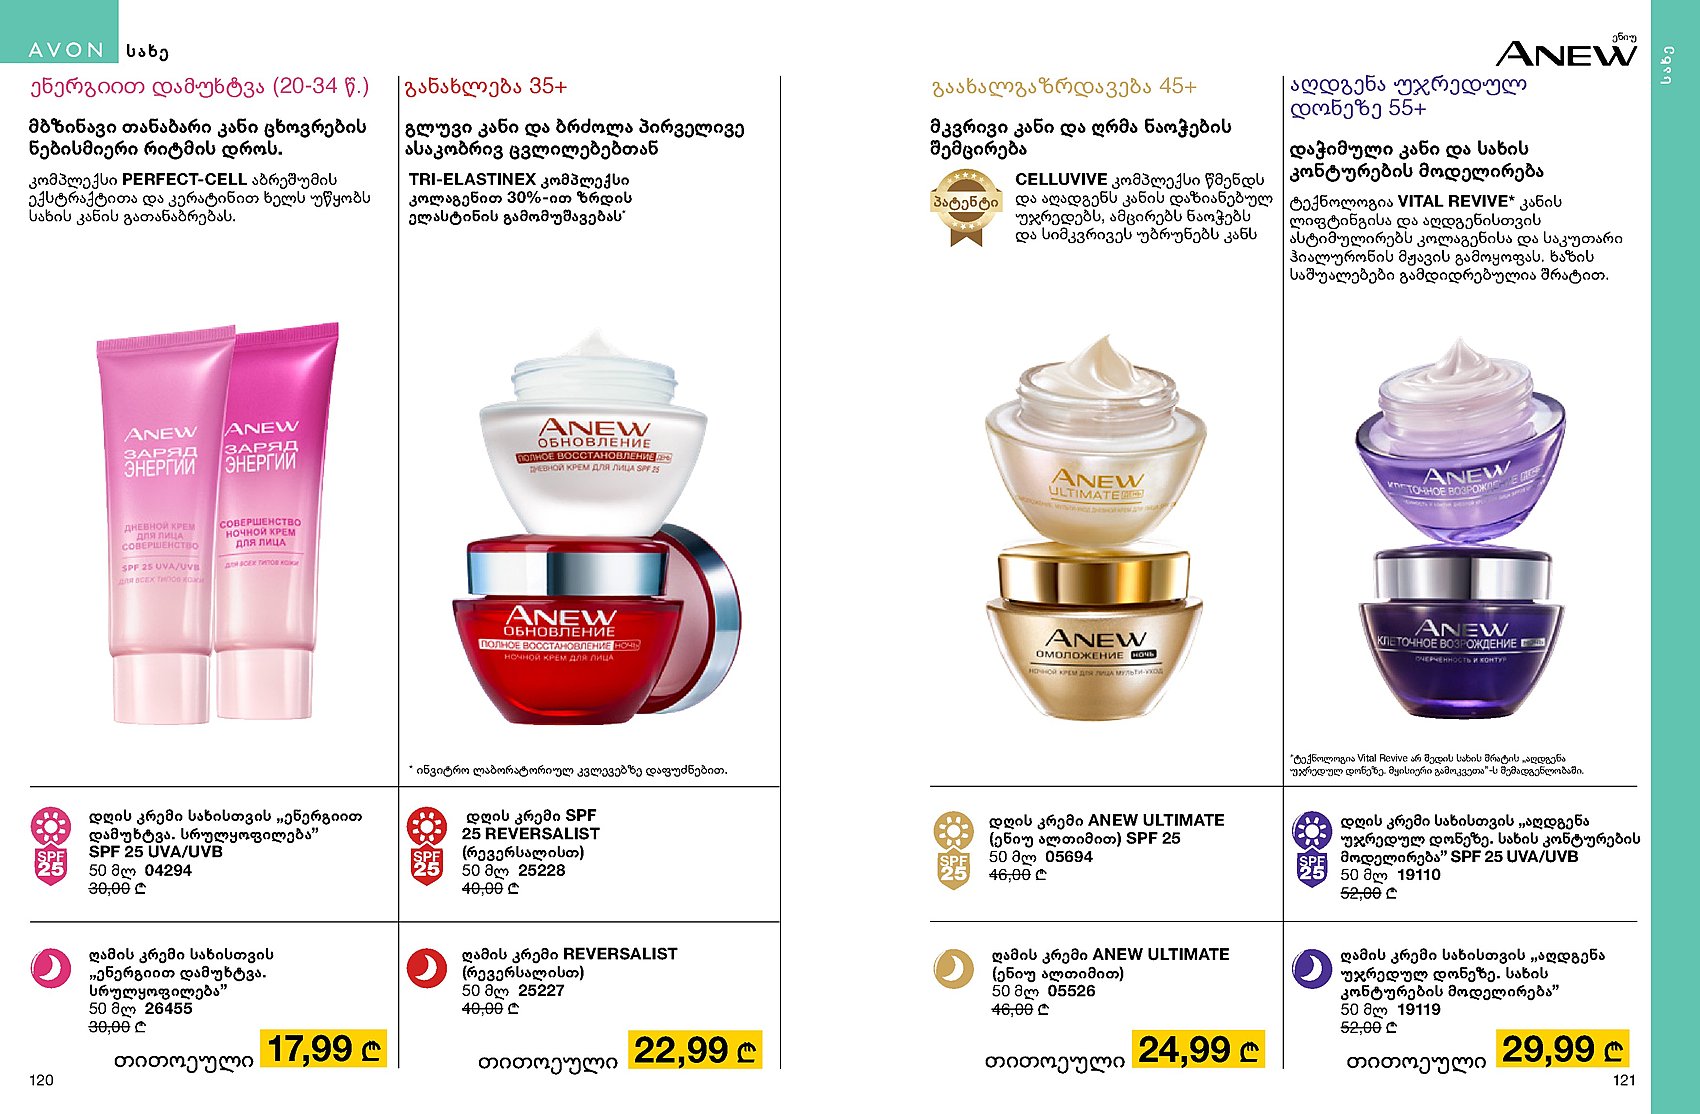 AVON სახე
ენერგიით დამუხტვა (20-34 წ.)
მბზინავი თანაბარი კანი ცხოვრების
ნებისმიერი რიტმის დროს.
კომპლექსი PERFECT-CELL აბრეშუმის
ექსტრაქტითა და კერატინით ხელს უწყობს
სახის კანის გათანაბრებას.
ANEW
ЗАРЯД
ЭНЕРГИИ
ДНЕВНОЙ КРЕМ
ДЛЯ ЛИЦА
СОВЕРШЕНСТВО
SPF 25 UVA/UVB
ДЛЯ ВСЕХ ТИПОВ КОЖИ
ANEW
ЗАРЯД
ЭНЕРГИИ
СОВЕРШЕНСТВО
НОЧНОЙ КРЕМ
ДЛЯ ЛИЦА
ДЛЯ ВСЕХ ТИПОВ КОЖИ
SPF
25
დღის კრემი სახისთვის „ენერგიით
დამუხტვა. სრულყოფილება”
SPF 25 UVA/UVB
50 მლ 04294
30,00 ₾
ღამის კრემი სახისთვის
„ენერგიით დამუხტვა.
სრულყოფილება”
50 მლ 26455
30,00 ₾
თითოეული 17,99 ₾
120
განახლება 35+
გლუვი კანი და ბრძოლა პირველივე
ასაკობრივ ცვლილებებთან
TRI-ELASTINEX კომპლექსი
კოლაგენით 30%-ით ზრდის
ელასტინის გამომუშავებას*
ANEW
ОБНОВЛЕНИЕ
ПОЛНОЕ ВОССТАНОВЛЕНИЕ ДЕНЬ
ДНЕВНОЙ КРЕМ ДЛЯ ЛИЦА SPF 25
ANEW
ОБНОВЛЕНИЕ
ПОЛНОЕ ВОССТАНОВЛЕНИЕ НОЧЬ
НОЧНОЙ КРЕМ ДЛЯ ЛИЦА
* ინვიტრო ლაბორატორიულ კვლევებზე დაფუძნებით.
SPF
25
დღის კრემი SPF
25 REVERSALIST
(რევერსალისთ)
50 მლ 25228
40,00 ₾
ღამის კრემი REVERSALIST
(რევერსალისთ)
50 მლ 25227
40,00 ₾
თითოეული 22,99 ₾
ენიუ
ANEW
სახე
გაახალგაზრდავება 45+
მკვრივი კანი და ღრმა ნაოჭების
შემცირება
პატენტი
CELLUVIVE კომპლექსი წმენდს
და აღადგენს კანის დაზიანებულ
უჯრედებს, ამცირებს ნაოჭებს
და სიმკვრივეს უბრუნებს კანს
ANEW
ULTIMATE ДЕНЬ
ANEW
ОМОЛОЖЕНИЕ НОЧЬ
НОЧНОЙ КРЕМ ДЛЯ ЛИЦА МУЛЬТИ-УХОД
SPF
25
დღის კრემი ANEW ULTIMATE
(ენიუ ალთიმით) SPF 25
50 მლ 05694
46,00 ₾
ღამის კრემი ANEW ULTIMATE
(ენიუ ალთიმით)
50 მლ 05526
46,00 ₾
თითოეული 24,99 ₾
აღდგენა უჯრედულ
დონეზე 55+
დაჭიმული კანი და სახის
კონტურების მოდელირება
ტექნოლოგია VITAL REVIVE* კანის
ლიფტინგისა და აღდგენისთვის
ასტიმულირებს კოლაგენისა და საკუთარი
ჰიალურონის მჟავის გამოყოფას. ხაზის
საშუალებები გამდიდრებულია შრატით.
ANEW
КЛЕТОЧНОЕ ВОЗРОЖДЕНИЕ ДЕНЬ
ANEW
КЛЕТОЧНОЕ ВОЗРОЖДЕНИЕ НОЧЬ
ОЧЕРЧЕННОСТЬ И КОНТУР
*ტექნოლოგია Vital Revive არ შედის სახის შრატის „აღდგენა
უჯრედულ დონეზე. მყისიერი გამოკვეთა”-ს შემადგენლობაში.
SPF
25
დღის კრემი სახისთვის „აღდგენა
უჯრედულ დონეზე. სახის კონტურების
მოდელირება” SPF 25 UVA/UVB
50 მლ 19110
52,00 ₾
ღამის კრემი სახისთვის „აღდგენა
უჯრედულ დონეზე. სახის
კონტურების მოდელირება”
50 მლ 19119
52,00 ₾
თითოეული 29,99 ₾
121